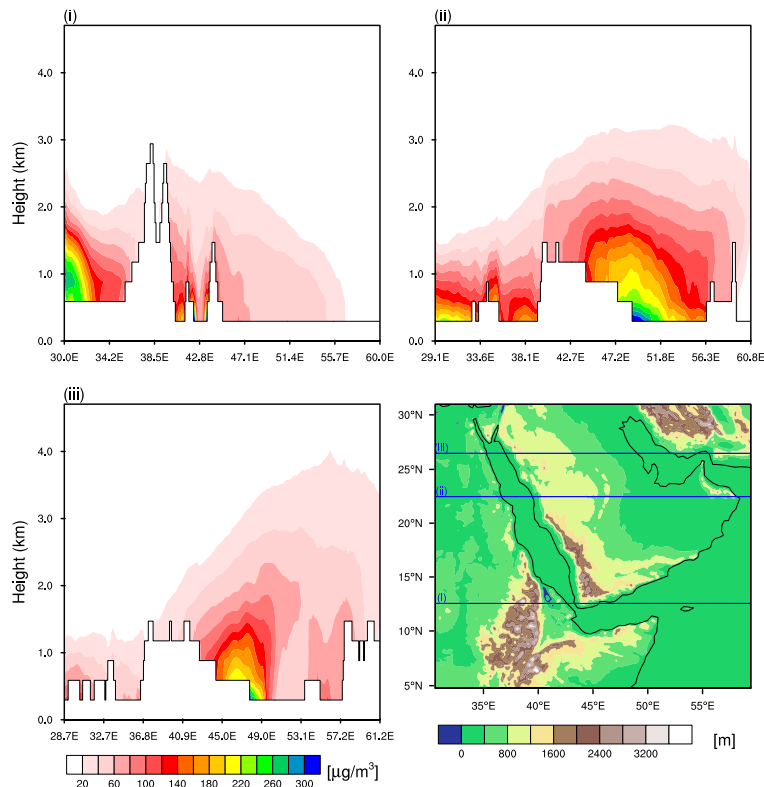 (i)
4.0
3.0
2.0
1.0
0.0
Height (km)
30.0E 34.2E 38.5E 42.8E 47.1E 51.4E 55.7E 60.0E
(ii)
4.0
3.0
2.0
1.0
0.0
29.1E 33.6E 38.1E 42.7E 47.2E 51.8E 56.3E 60.8E
(iii)
4.0
3.0
2.0
1.0
0.0
Height (km)
28.7E 32.7E 36.8E 40.9E 45.0E 49.0E 53.1E 57.2E 61.2E
20 60 100 140 180 220 260 300
[µg/m³]
30°N
25°N
20°N
15°N
10°N
5°N
(iii)
(ii)
(i)
35°E 40°E 45°E 50°E 55°E
0 800 1600 2400 3200
[m]